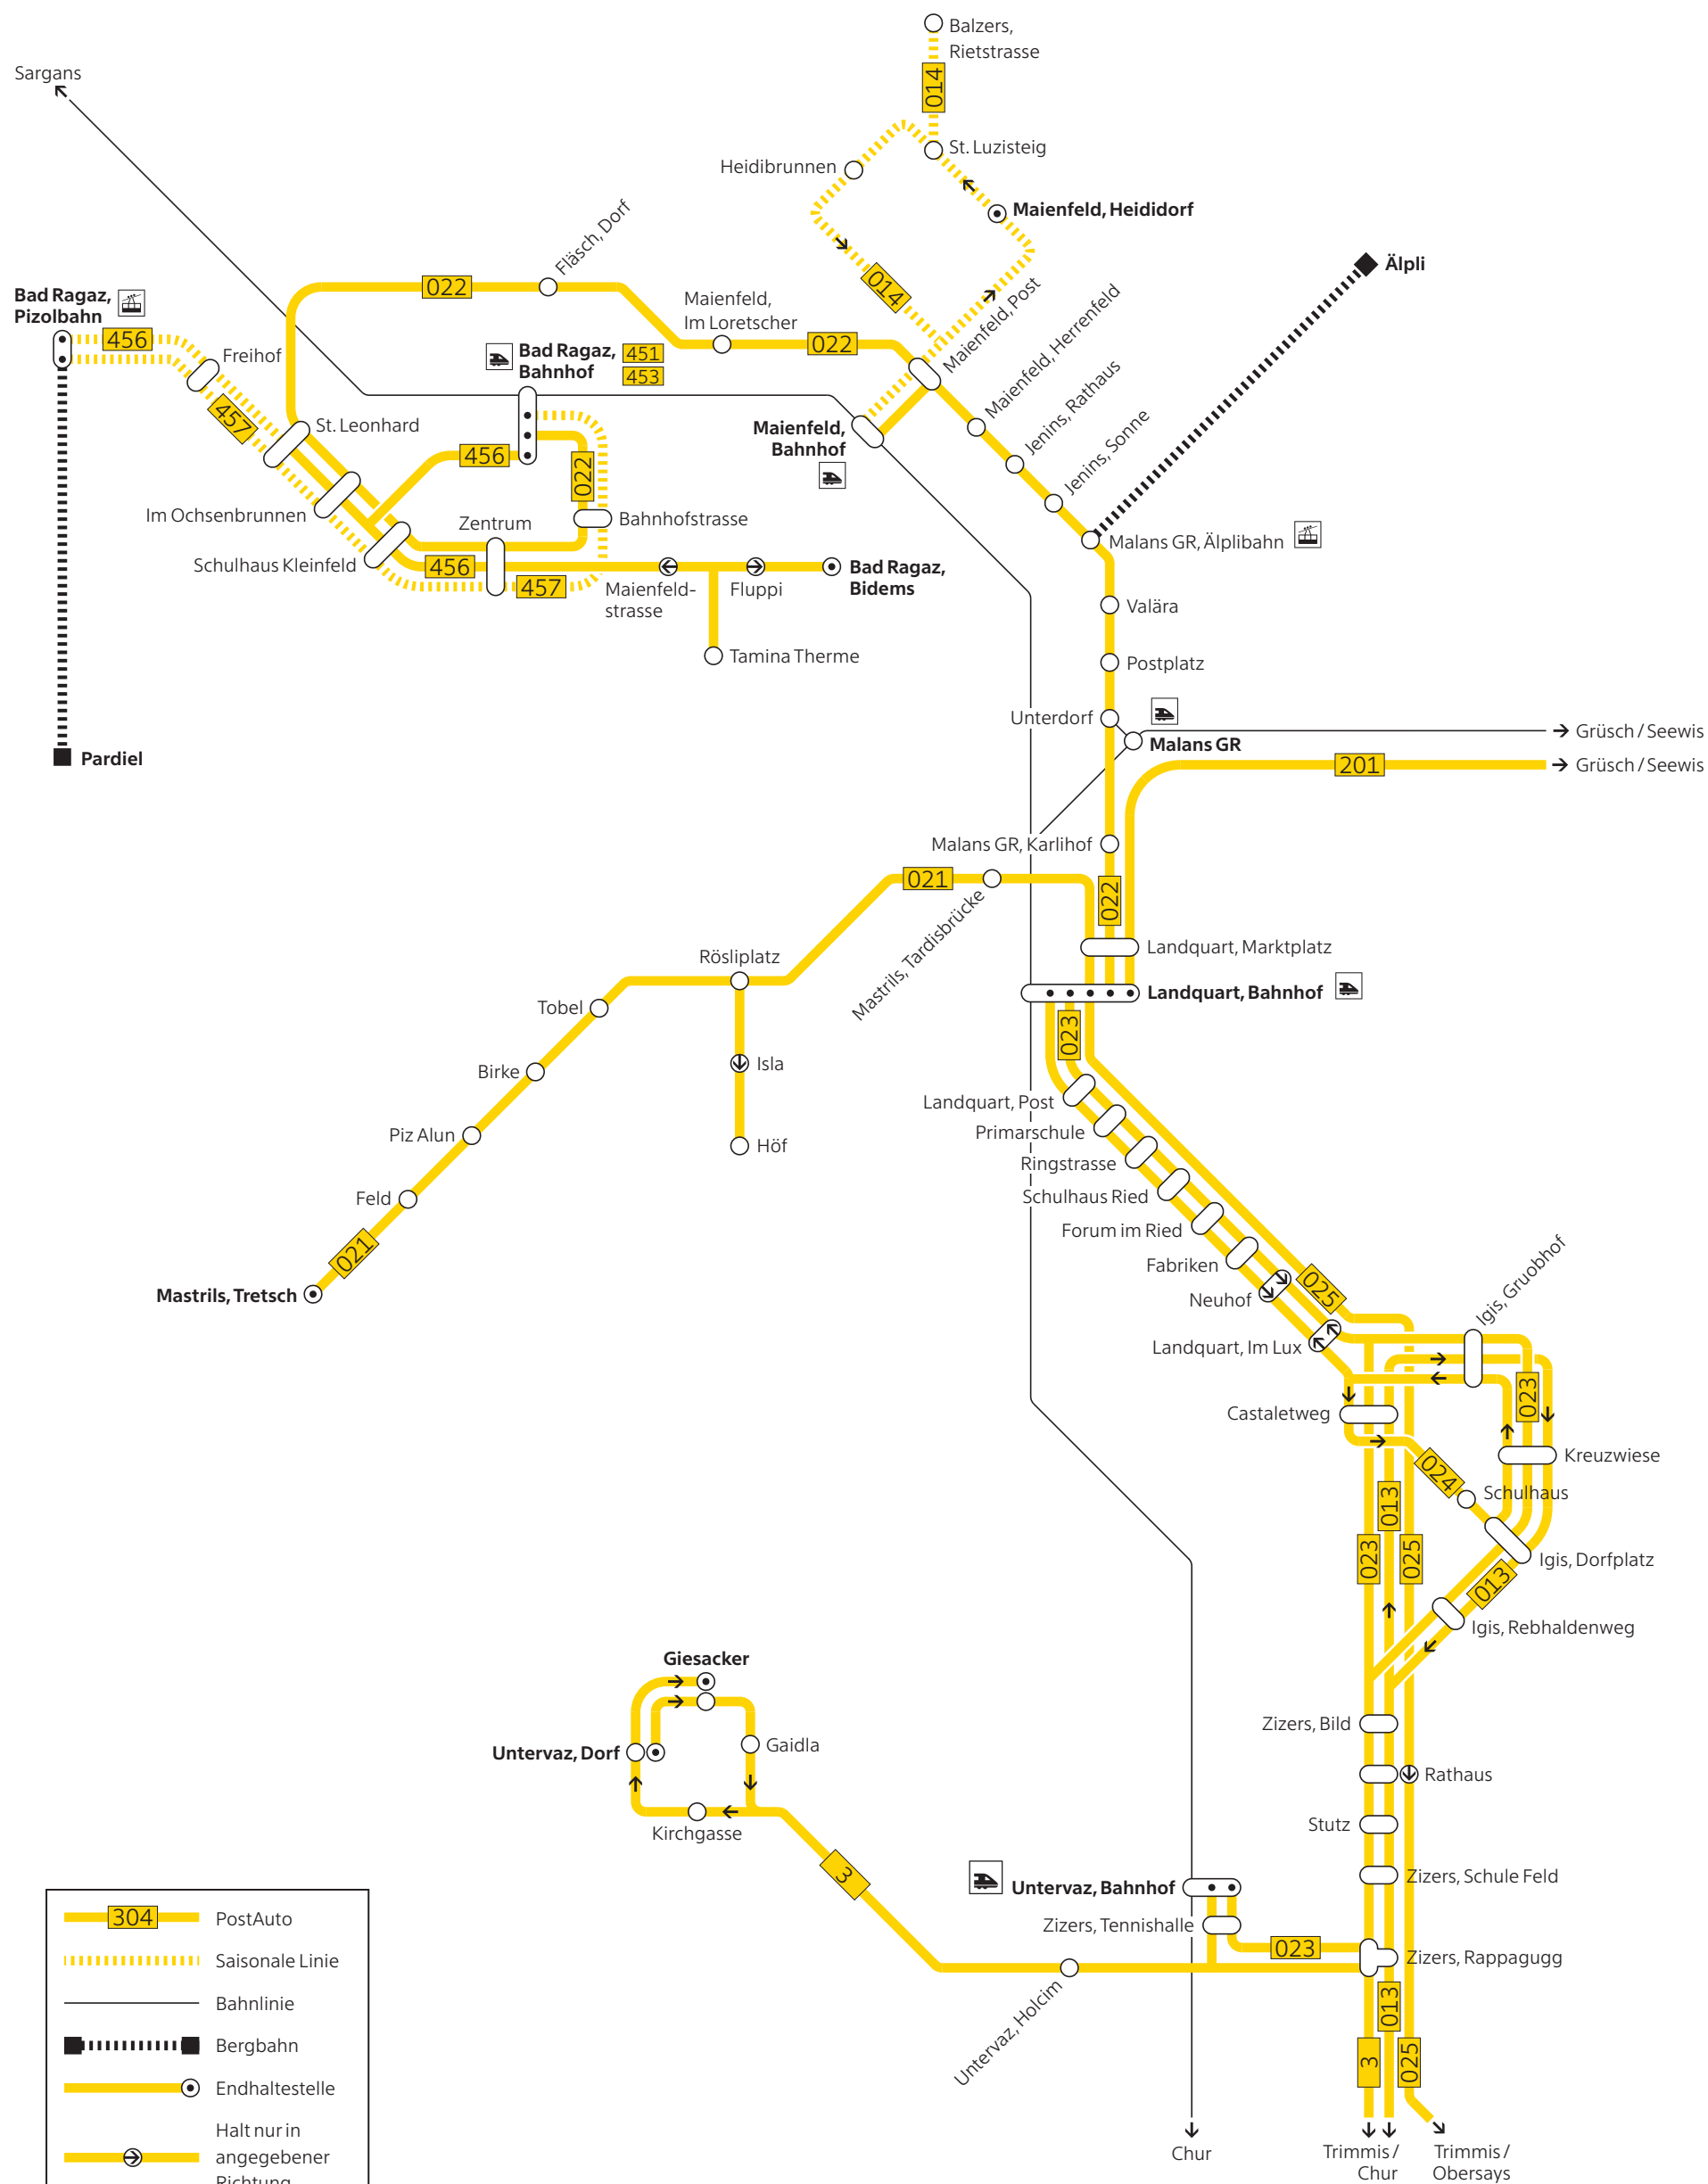 Balzers,
Rietstrasse
Sargans
014
St. Luzisteig
Heidibrunnen
Maienfeld, Heididorf
Fläsch, Dorf
Älpli
014
022
Bad Ragaz,
Pizolbahn
Maienfeld,
Im Loretscher
Maienfeld, Post
Maienfeld, Herrenfeld
456
022
Freihof
Bad Ragaz,
Bahnhof
451
453
Jenins, Rathaus
457
St. Leonhard
Maienfeld,
Bahnhof
Jenins, Sonne
456
022
Im Ochsenbrunnen
Zentrum
Bahnhofstrasse
Malans GR, Älplibahn
Schulhaus Kleinfeld
456
457
Maienfeld-
strasse
Fluppi
Bad Ragaz,
Bidems
Valära
Tamina Therme
Postplatz
Unterdorf
Malans GR
Grüsch / Seewis
Pardiel
201
Grüsch / Seewis
Malans GR, Karlihof
021
022
Mastrils, Tardisbrücke
Landquart, Marktplatz
Rösliplatz
Landquart, Bahnhof
Tobel
023
Isla
Birke
Landquart, Post
Piz Alun
Primarschule
Höf
Ringstrasse
Feld
Schulhaus Ried
Forum im Ried
021
Fabriken
Igis, Gruobhof
Mastrils, Tretsch
Neuhof
025
Landquart, Im Lux
023
Castaletweg
Kreuzwiese
024
Schulhaus
013
023
025
Igis, Dorfplatz
013
Igis, Rebhaldenweg
Giesacker
Zizers, Bild
Untervaz, Dorf
Gaidla
Rathaus
Kirchgasse
Stutz
3
Zizers, Schule Feld
Untervaz, Bahnhof
Zizers, Tennishalle
023
Zizers, Rappagugg
Untervaz, Holcim
013
3
025
304
PostAuto
Saisonale Linie
Bahnlinie
Bergbahn
Endhaltestelle
Halt nur in
angegebener
Richtung
Chur
Trimmis /
Chur
Trimmis /
Obersays